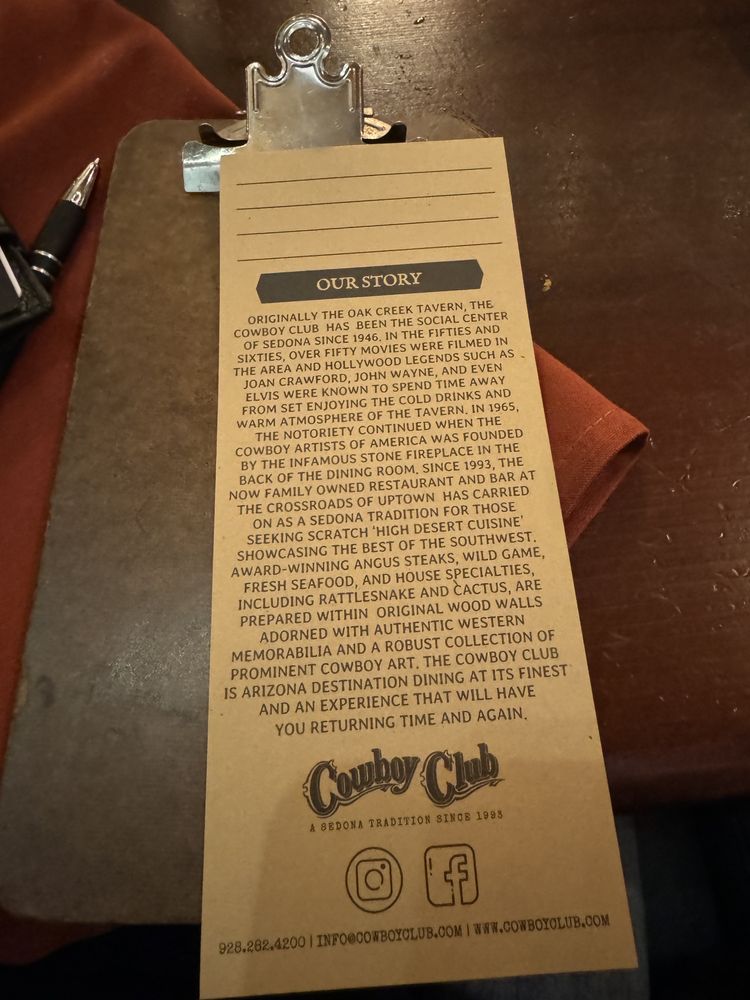 OUR STORY
ORIGINALLY THE OAK CREEK TAVERN, THE
COWBOY CLUB HAS BEEN THE SOCIAL CENTER
OF SEDONA SINCE 1946. IN THE FIFTIES AND
SIXTIES, OVER FIFTY MOVIES WERE FILMED IN
THE AREA AND HOLLYWOOD LEGENDS SUCH AS
JOAN CRAWFORD, JOHN WAYNE, AND EVEN
ELVIS WERE KNOWN TO SPEND TIME AWAY
FROM SET ENJOYING THE COLD DRINKS AND
WARM ATMOSPHERE OF THE TAVERN. IN 1965,
THE NOTORIETY CONTINUED WHEN THE
COWBOY ARTISTS OF AMERICA WAS FOUNDED
BY THE INFAMOUS STONE FIREPLACE IN THE
BACK OF THE DINING ROOM. SINCE 1993, THE
NOW FAMILY OWNED RESTAURANT AND BAR AT
THE CROSSROADS OF UPTOWN HAS CARRIED
ON AS A SEDONA TRADITION FOR THOSE
SEEKING SCRATCH 'HIGH DESERT CUISINE'
SHOWCASING THE BEST OF THE SOUTHWEST.
AWARD-WINNING ANGUS STEAKS, WILD GAME,
FRESH SEAFOOD, AND HOUSE SPECIALTIES,
INCLUDING RATTLESNAKE AND CACTUS, ARE
PREPARED WITHIN ORIGINAL WOOD WALLS
ADORNED WITH AUTHENTIC WESTERN
MEMORABILIA AND A ROBUST COLLECTION OF
PROMINENT COWBOY ART. THE COWBOY CLUB
IS ARIZONA DESTINATION DINING AT ITS FINEST
AND AN EXPERIENCE THAT WILL HAVE
YOU RETURNING TIME AND AGAIN.
Cowboy Club
A SEDONA TRADITION SINCE 1993
928.282.4200 | INFO@COWBOYCLUB.COM | WWW.COWBOYCLUB.COM